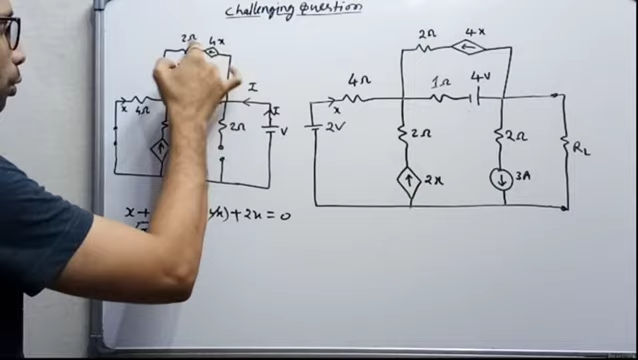 challenging Question
2Ω 4x
I
x 4Ω
2Ω
I
V
x+
x)+2x=0
2Ω 4x
4Ω
1Ω 4V
x
2V
2Ω
2Ω
RL
2x
3A